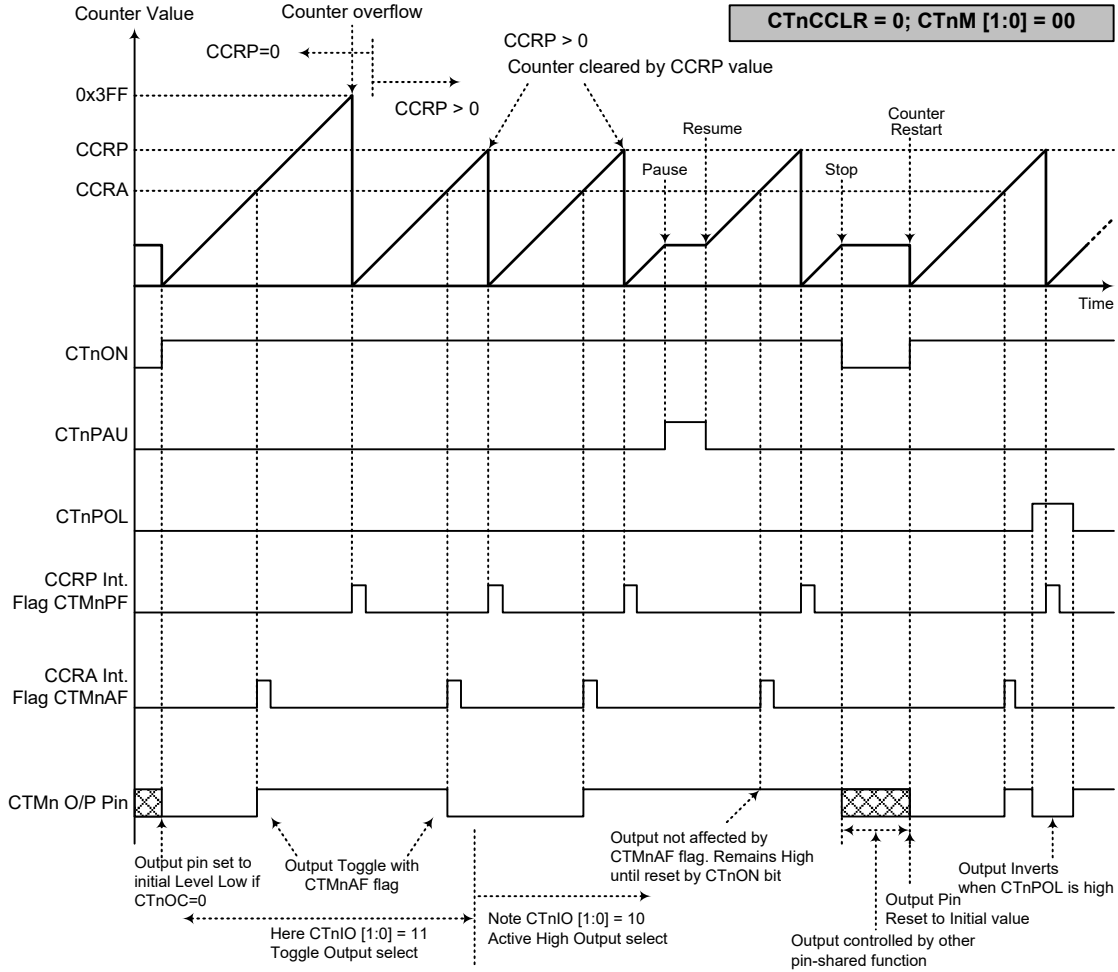 Counter Value
Counter overflow
CTnCCLR = 0; CTnM [1:0] = 00
CCRP=0
CCRP > 0
CCRP > 0
Counter cleared by CCRP value
0x3FF
CCRP
CCRA
Pause
Resume
Stop
Counter
Restart
Time
CTnON
CTnPAU
CTnPOL
CCRP Int.
Flag CTMnPF
CCRA Int.
Flag CTMnAF
CTMn O/P Pin
Output pin set to
initial Level Low if
CTnOC=0
Output Toggle with
CTMnAF flag
Here CTnIO [1:0] = 11
Toggle Output select
Note CTnIO [1:0] = 10
Active High Output select
Output not affected by
CTMnAF flag. Remains High
until reset by CTnON bit
Output controlled by other
pin-shared function
Output Pin
Reset to Initial value
Output Inverts
when CTnPOL is high